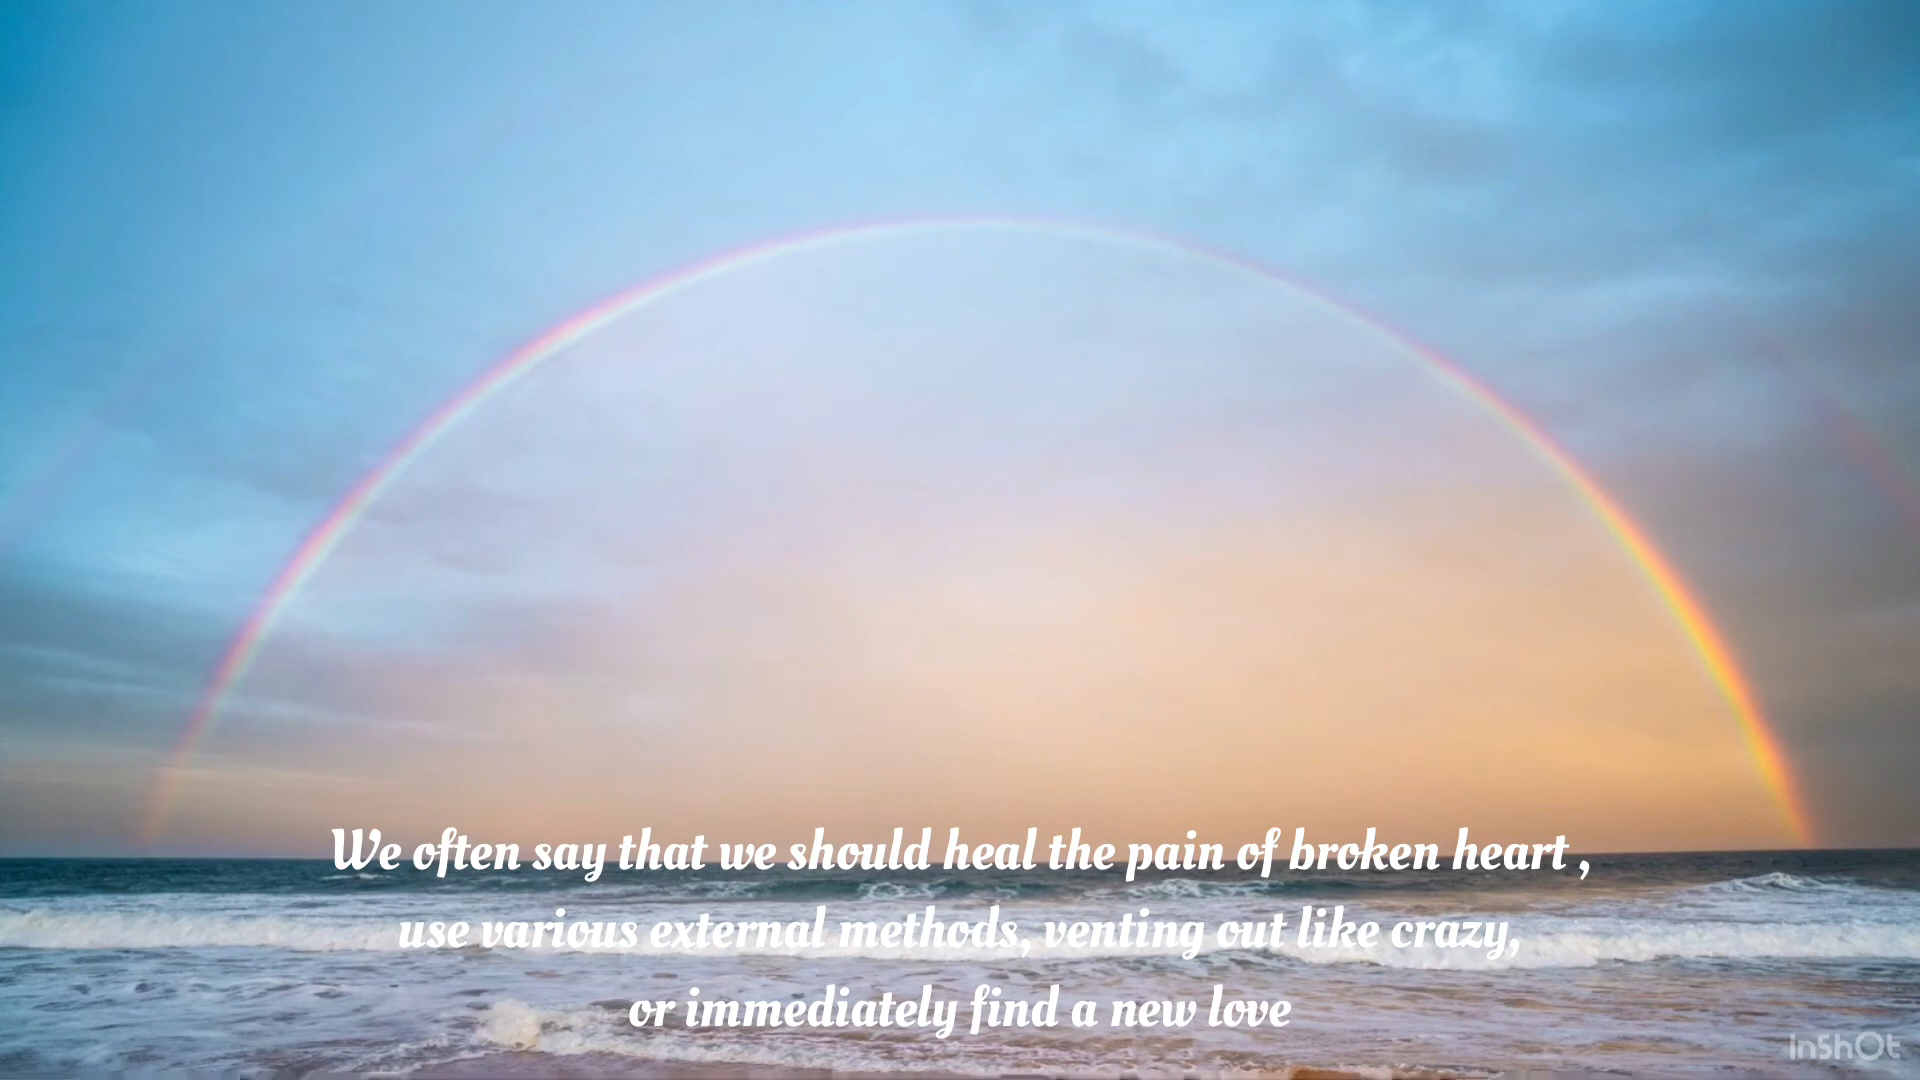 We often say that we should heal the pain of broken heart ,
use various external methods, venting out like crazy,
or immediately find a new love
InShOt